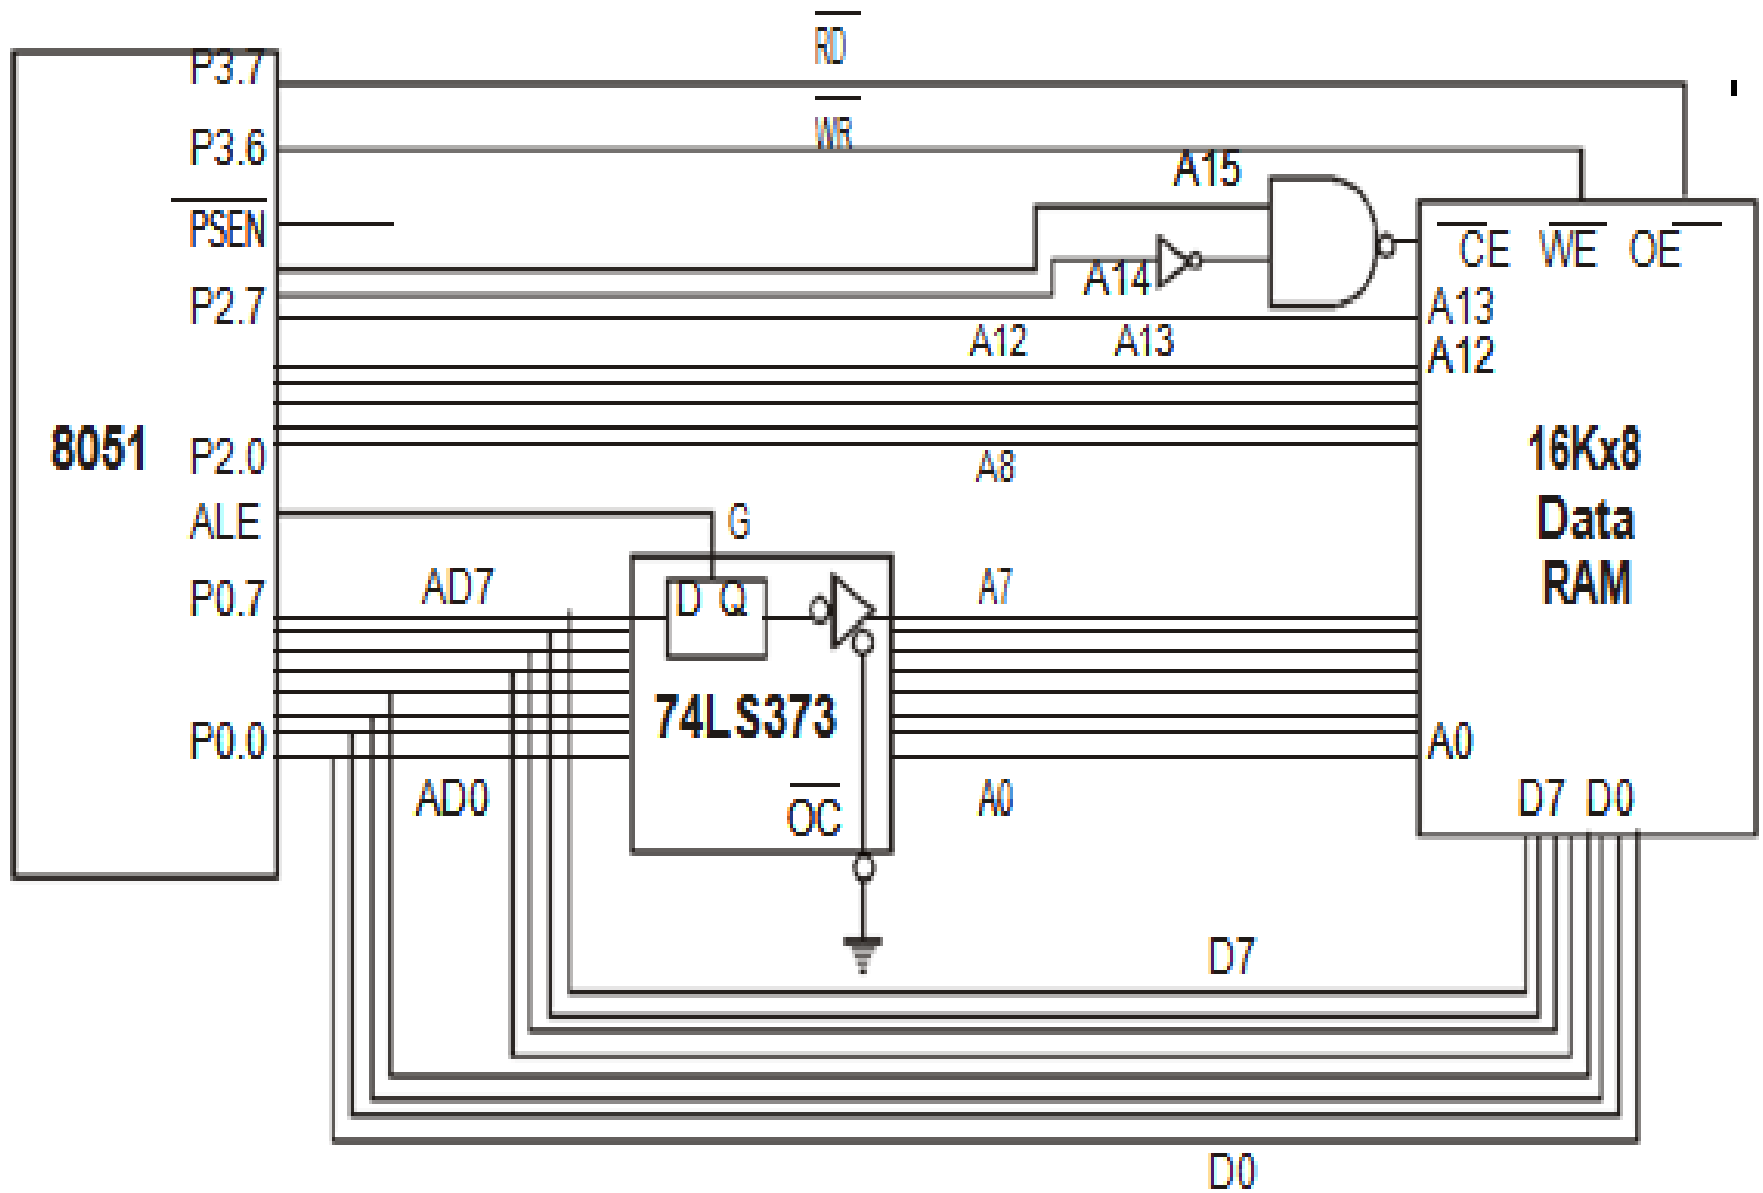 RD
P3.7
WR
P3.6
A15
PSEN
CE WE OE
A14
P2.7
A13
A12 A13
A12
8051
P2.0
A8
16Kx8
Data
RAM
ALE
G
P0.7
AD7
D Q
A7
74LS373
P0.0
A0
AD0
OC
A0
D7 D0
D7
D0